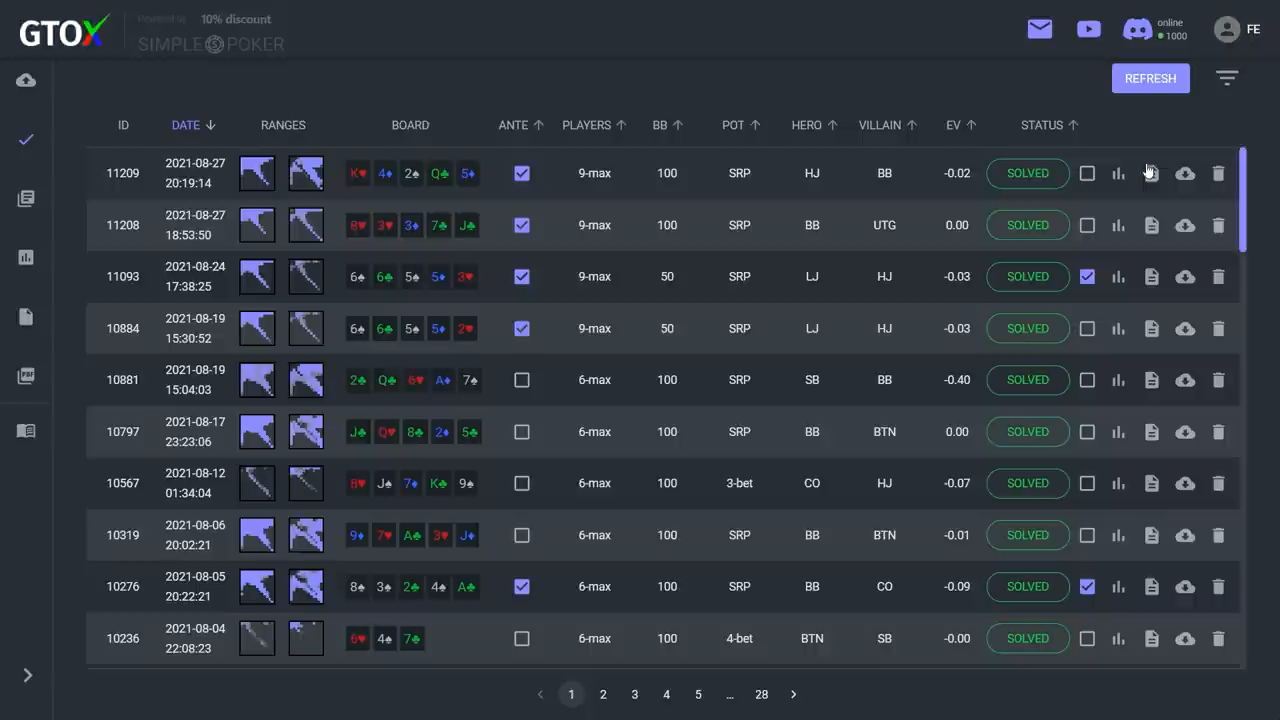 GTOX
Powered by 10% discount
SIMPLE POKER
online
1000
FE
REFRESH
ID DATE RANGES BOARD ANTE PLAYERS BB POT HERO VILLAIN EV STATUS
11209 2021-08-27 20:19:14 K♥ 4♦ 2♠ Q♣ 5♦ 9-max 100 SRP HJ BB -0.02 SOLVED
11208 2021-08-27 18:53:50 8♥ 3♥ 3♦ 7♣ J♣ 9-max 100 SRP BB UTG 0.00 SOLVED
11093 2021-08-24 17:38:25 6♠ 6♣ 5♠ 5♦ 3♥ 9-max 50 SRP LJ HJ -0.03 SOLVED
10884 2021-08-19 15:30:52 6♠ 6♣ 5♠ 5♦ 2♥ 9-max 50 SRP LJ HJ -0.03 SOLVED
10881 2021-08-19 15:04:03 2♣ Q♣ 6♥ A♦ 7♠ 6-max 100 SRP SB BB -0.40 SOLVED
10797 2021-08-17 23:23:06 J♣ Q♥ 8♣ 2♦ 5♣ 6-max 100 SRP BB BTN 0.00 SOLVED
10567 2021-08-12 01:34:04 8♥ J♠ 7♦ K♣ 9♠ 6-max 100 3-bet CO HJ -0.07 SOLVED
10319 2021-08-06 20:02:21 9♦ 7♥ A♣ 3♥ J♦ 6-max 100 SRP BB BTN -0.01 SOLVED
10276 2021-08-05 20:22:21 8♠ 3♠ 2♣ 4♠ A♣ 6-max 100 SRP BB CO -0.09 SOLVED
10236 2021-08-04 22:08:23 6♥ 4♠ 7♣ 6-max 100 4-bet BTN SB -0.00 SOLVED
PDF
1 2 3 4 5 ... 28